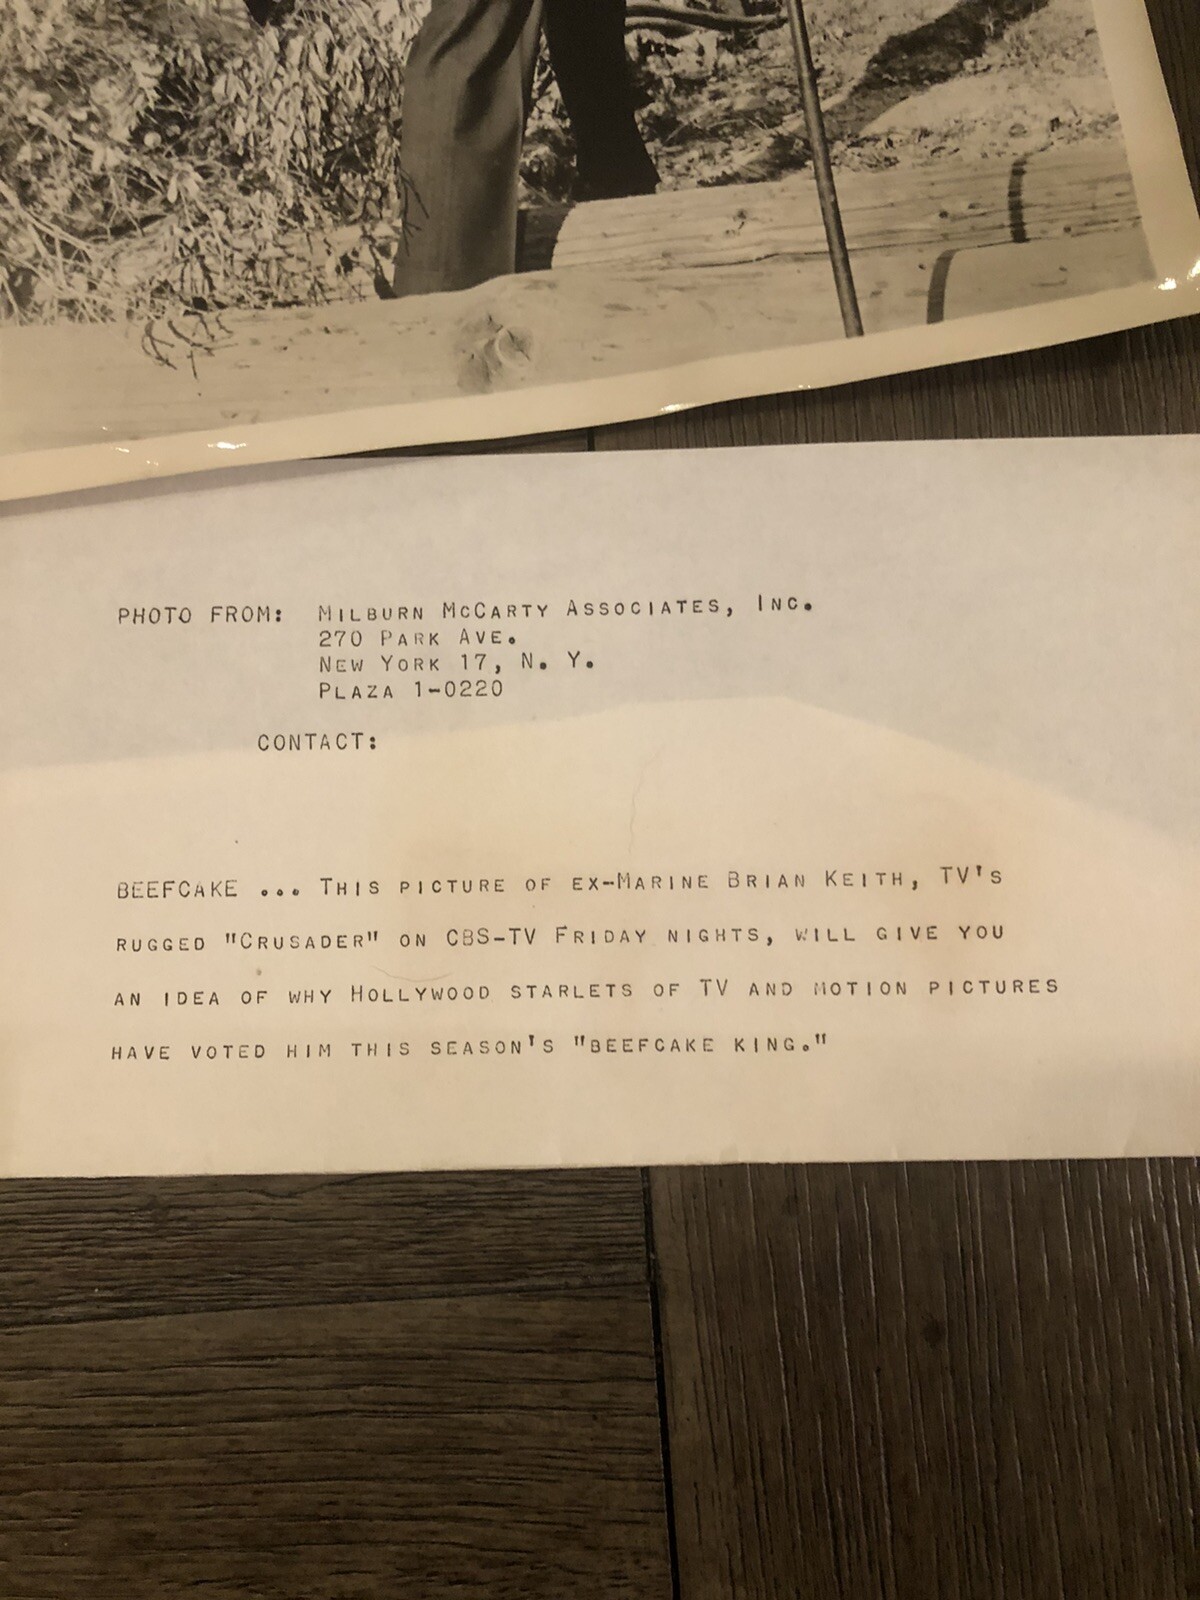 PHOTO FROM: MILBURN MCCARTY ASSOCIATES, INC.
270 PARK AVE.
NEW YORK 17, N. Y.
PLAZA 1-0220
CONTACT:
BEEFCAKE ... THIS PICTURE OF EX-MARINE BRIAN KEITH, TV'S
RUGGED "CRUSADER" ON CBS-TV FRIDAY NIGHTS, WILL GIVE YOU
AN IDEA OF WHY HOLLYWOOD STARLETS OF TV AND MOTION PICTURES
HAVE VOTED HIM THIS SEASON'S "BEEFCAKE KING."